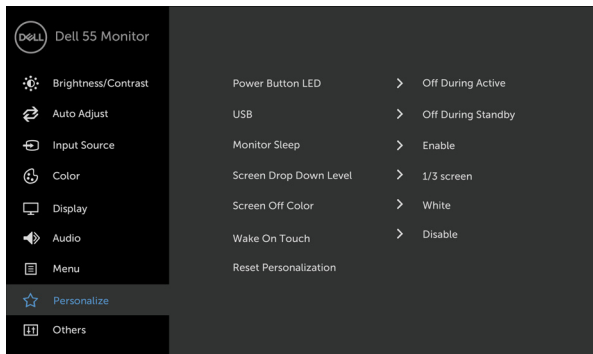 DELL Dell 55 Monitor
Brightness/Contrast
Auto Adjust
Input Source
Color
Display
Audio
Menu
Personalize
Others
Power Button LED > Off During Active
USB > Off During Standby
Monitor Sleep > Enable
Screen Drop Down Level > 1/3 screen
Screen Off Color > White
Wake On Touch > Disable
Reset Personalization